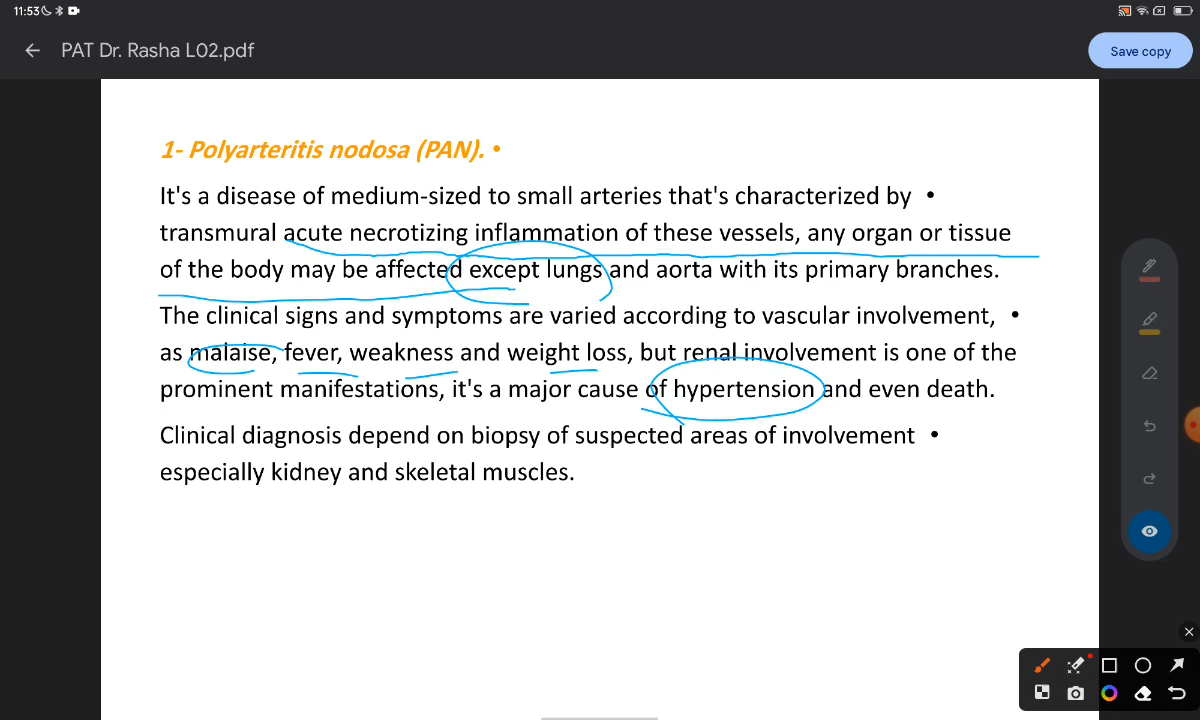 11:53
PAT Dr. Rasha L02.pdf
Save copy
1- Polyarteritis nodosa (PAN). •
It's a disease of medium-sized to small arteries that's characterized by •
transmural acute necrotizing inflammation of these vessels, any organ or tissue
of the body may be affected except lungs and aorta with its primary branches.
The clinical signs and symptoms are varied according to vascular involvement, •
as malaise, fever, weakness and weight loss, but renal involvement is one of the
prominent manifestations, it's a major cause of hypertension and even death.
Clinical diagnosis depend on biopsy of suspected areas of involvement •
especially kidney and skeletal muscles.